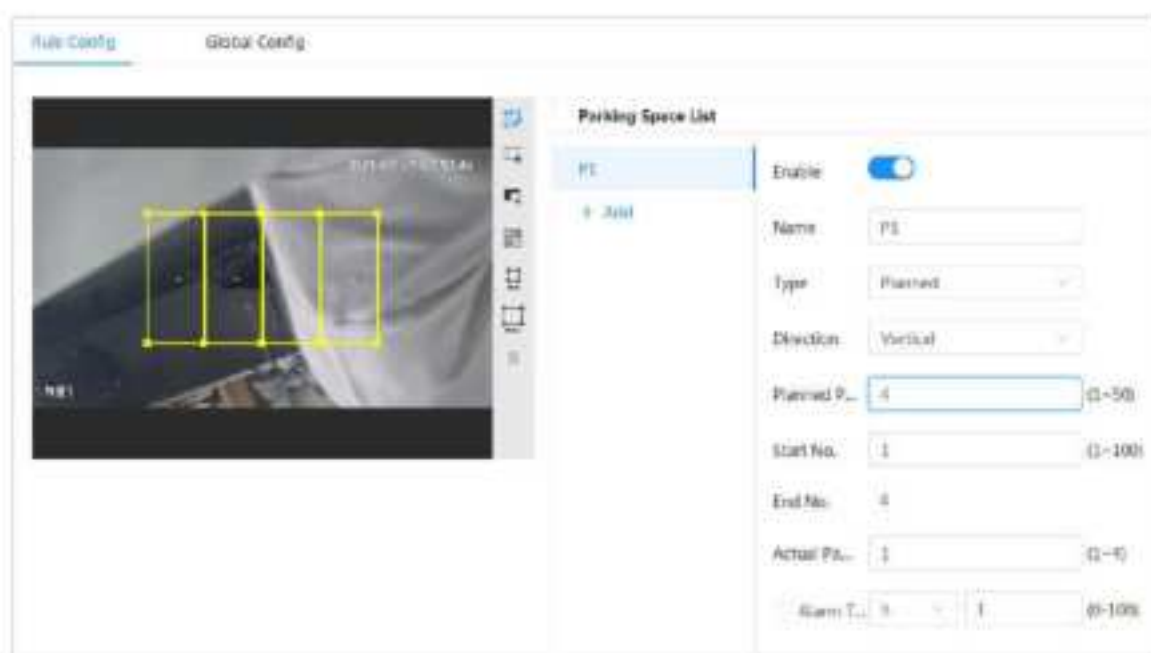 Rule Config Global Config
Parking Space List
P1
+ Add
Enable
Name P1
Type Planned
Direction Vertical
Planned P... 4 (1~50)
Start No. 1 (1~100)
End No. 4
Actual Pa... 1 (1~4)
Alarm T... 1 (0-100)